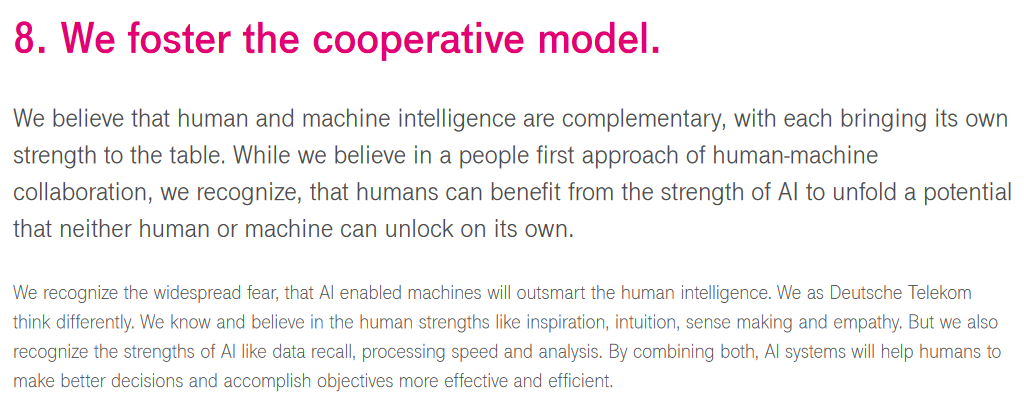 8. We foster the cooperative model.
We believe that human and machine intelligence are complementary, with each bringing its own
strength to the table. While we believe in a people first approach of human-machine
collaboration, we recognize, that humans can benefit from the strength of AI to unfold a potential
that neither human or machine can unlock on its own.
We recognize the widespread fear, that AI enabled machines will outsmart the human intelligence. We as Deutsche Telekom
think differently. We know and believe in the human strengths like inspiration, intuition, sense making and empathy. But we also
recognize the strengths of AI like data recall, processing speed and analysis. By combining both, AI systems will help humans to
make better decisions and accomplish objectives more effective and efficient.